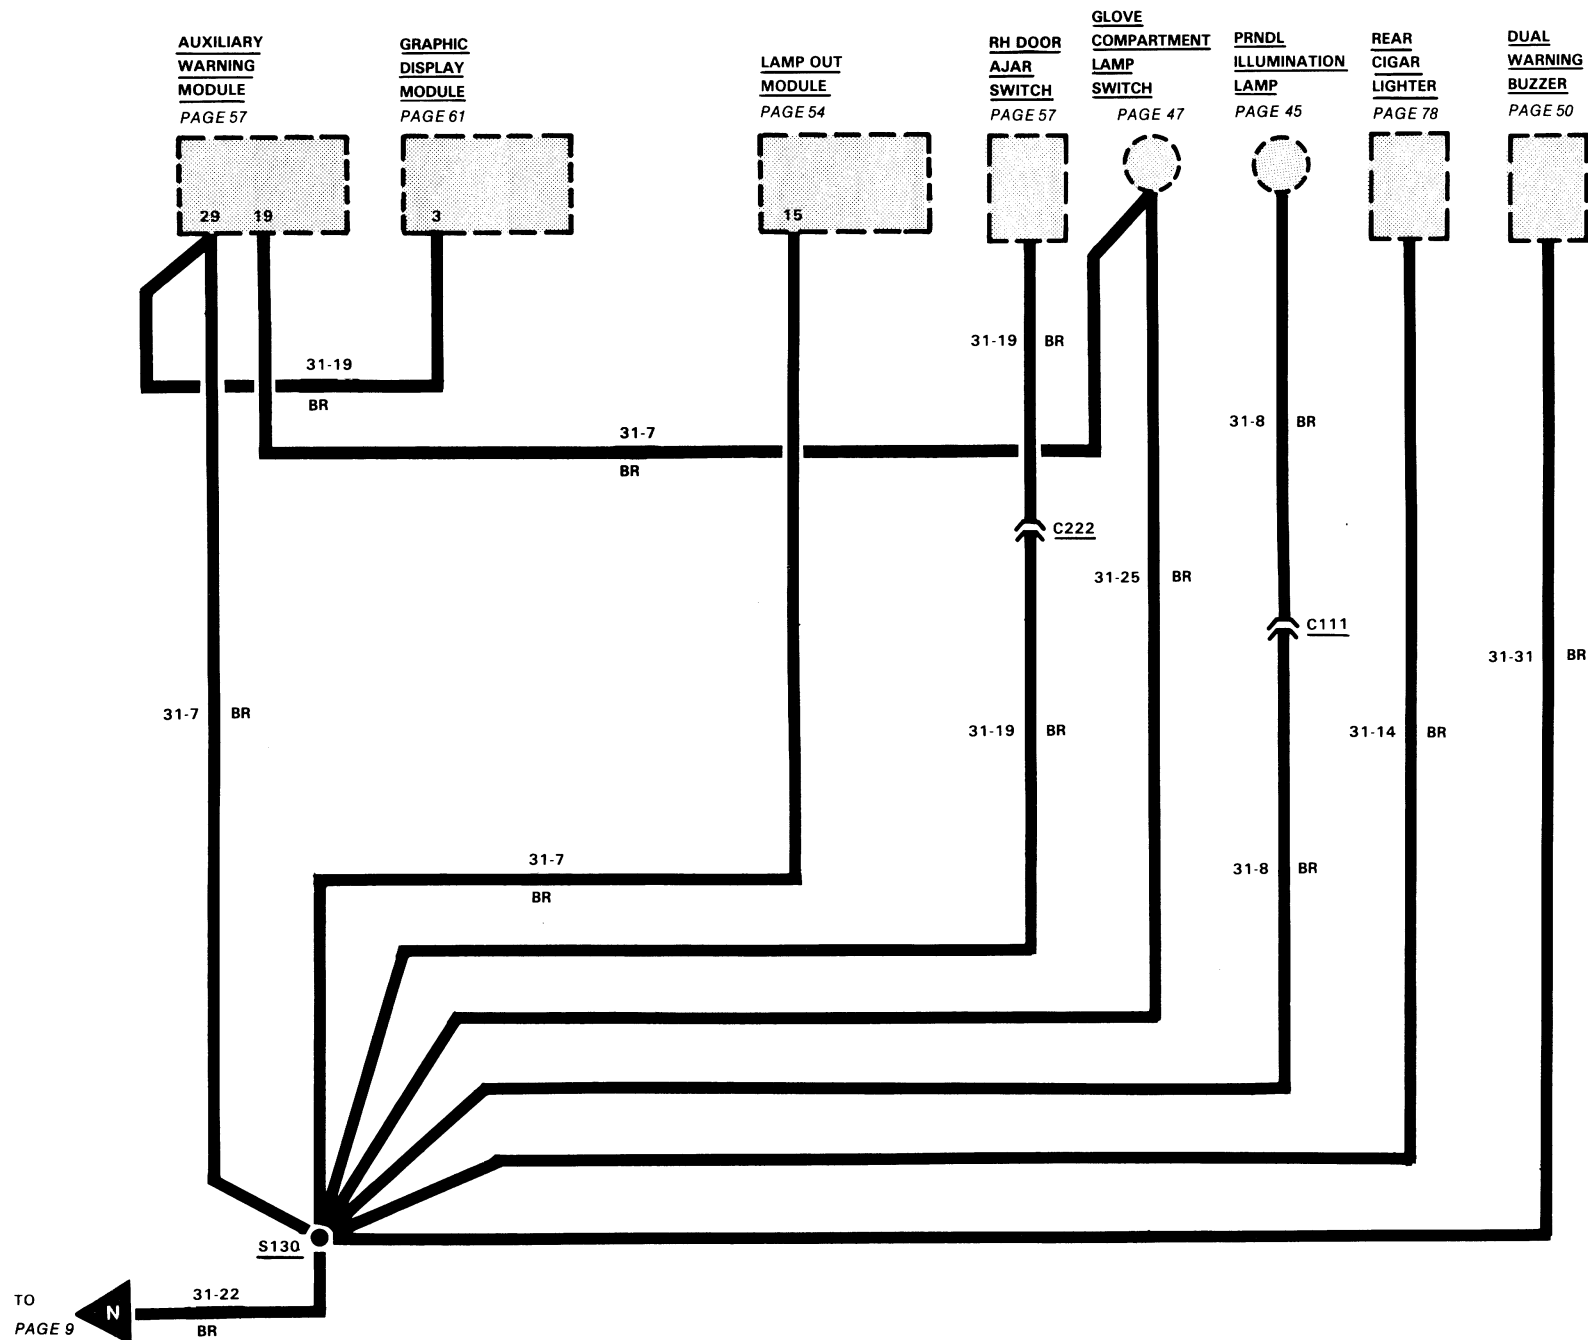 AUXILIARY
WARNING
MODULE
PAGE 57
GRAPHIC
DISPLAY
MODULE
PAGE 61
LAMP OUT
MODULE
PAGE 54
RH DOOR
AJAR
SWITCH
PAGE 57
GLOVE
COMPARTMENT
LAMP
SWITCH
PAGE 47
PRNDL
ILLUMINATION
LAMP
PAGE 45
REAR
CIGAR
LIGHTER
PAGE 78
DUAL
WARNING
BUZZER
PAGE 50
29
19
3
15
31-19
BR
31-19
BR
31-8
BR
31-7
BR
C222
31-25
BR
C111
31-31
BR
31-7
BR
31-19
BR
31-14
BR
31-7
BR
31-8
BR
S130
31-22
BR
TO
PAGE 9
N